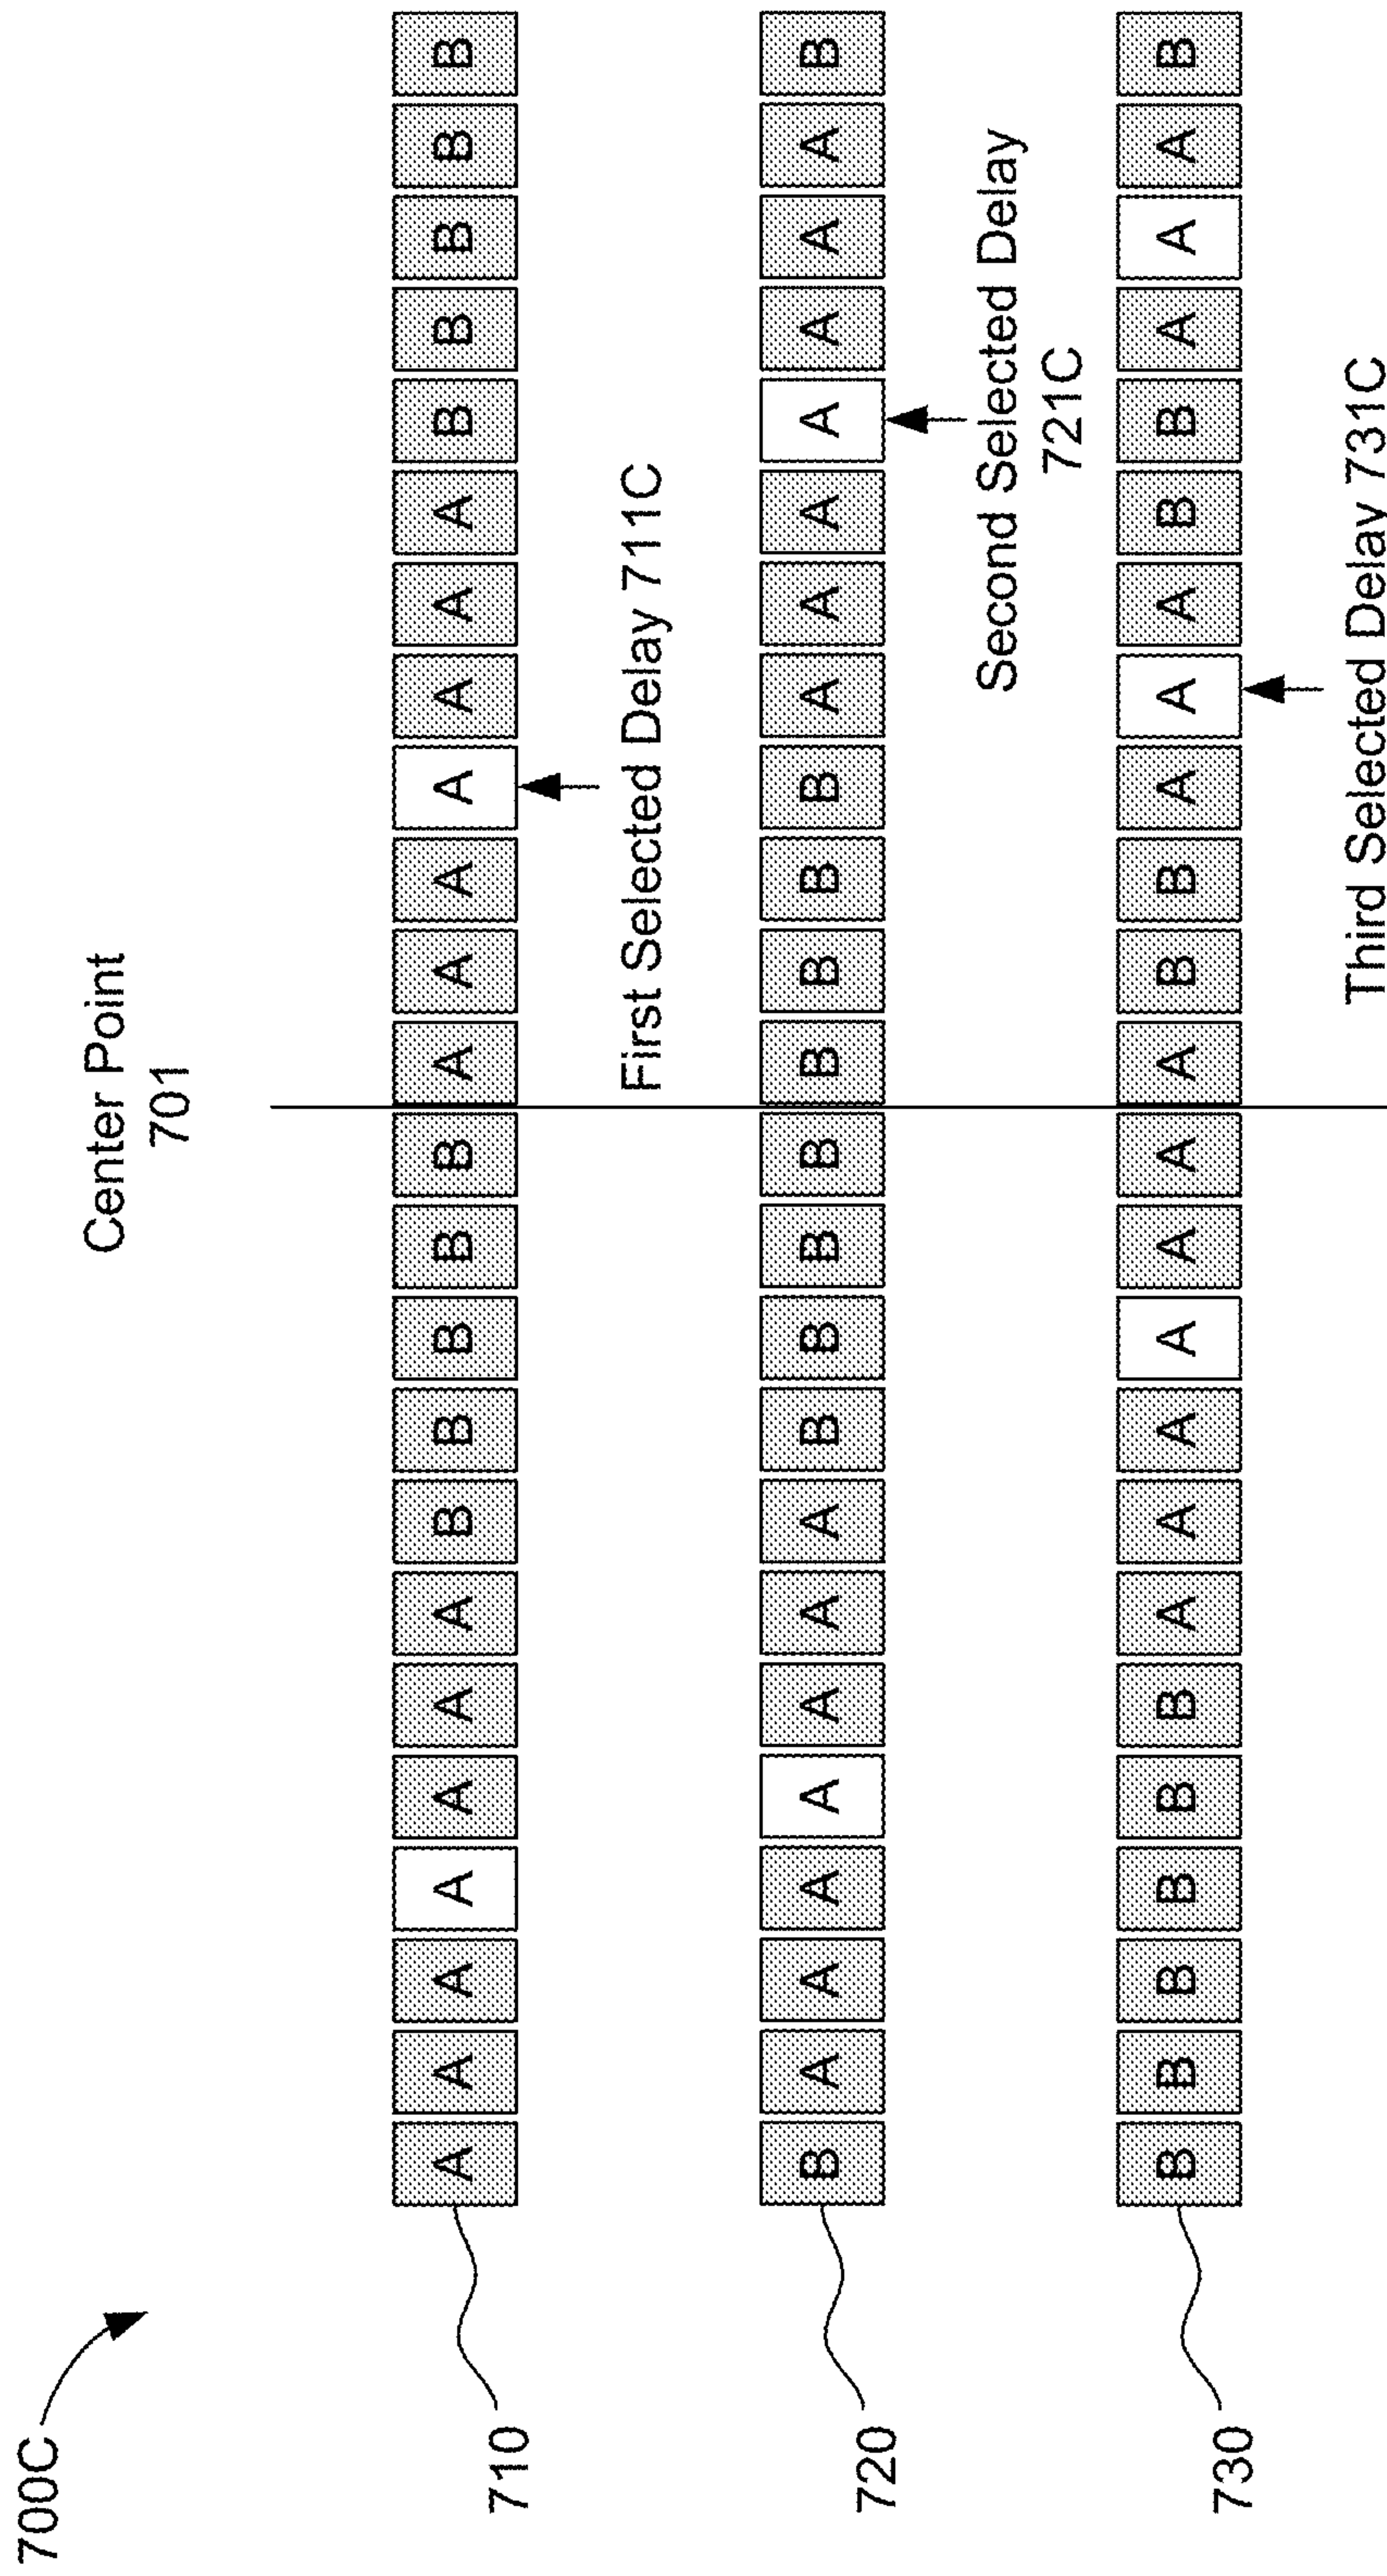 700C
Center Point
701
710
A A A A A A A B B B B B A A A A A A A B B B B B
First Selected Delay 711C
720
B A A A A A A A B B B B B B B B A A A A A A A B
Second Selected Delay
721C
730
B B B B B B A A A A A A A B B A A A B B A A A B
Third Selected Delay 731C